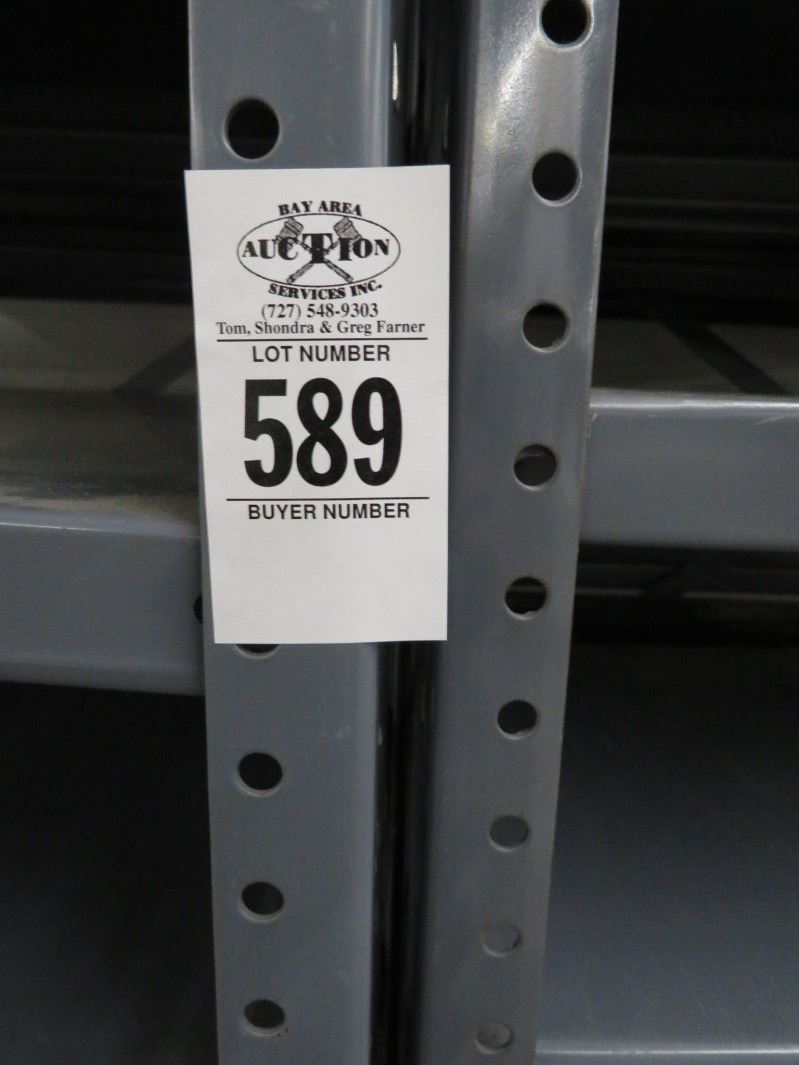 BAY AREA
AUCTION
SERVICES INC.
(727) 548-9303
Tom, Shondra & Greg Farner
LOT NUMBER
589
BUYER NUMBER